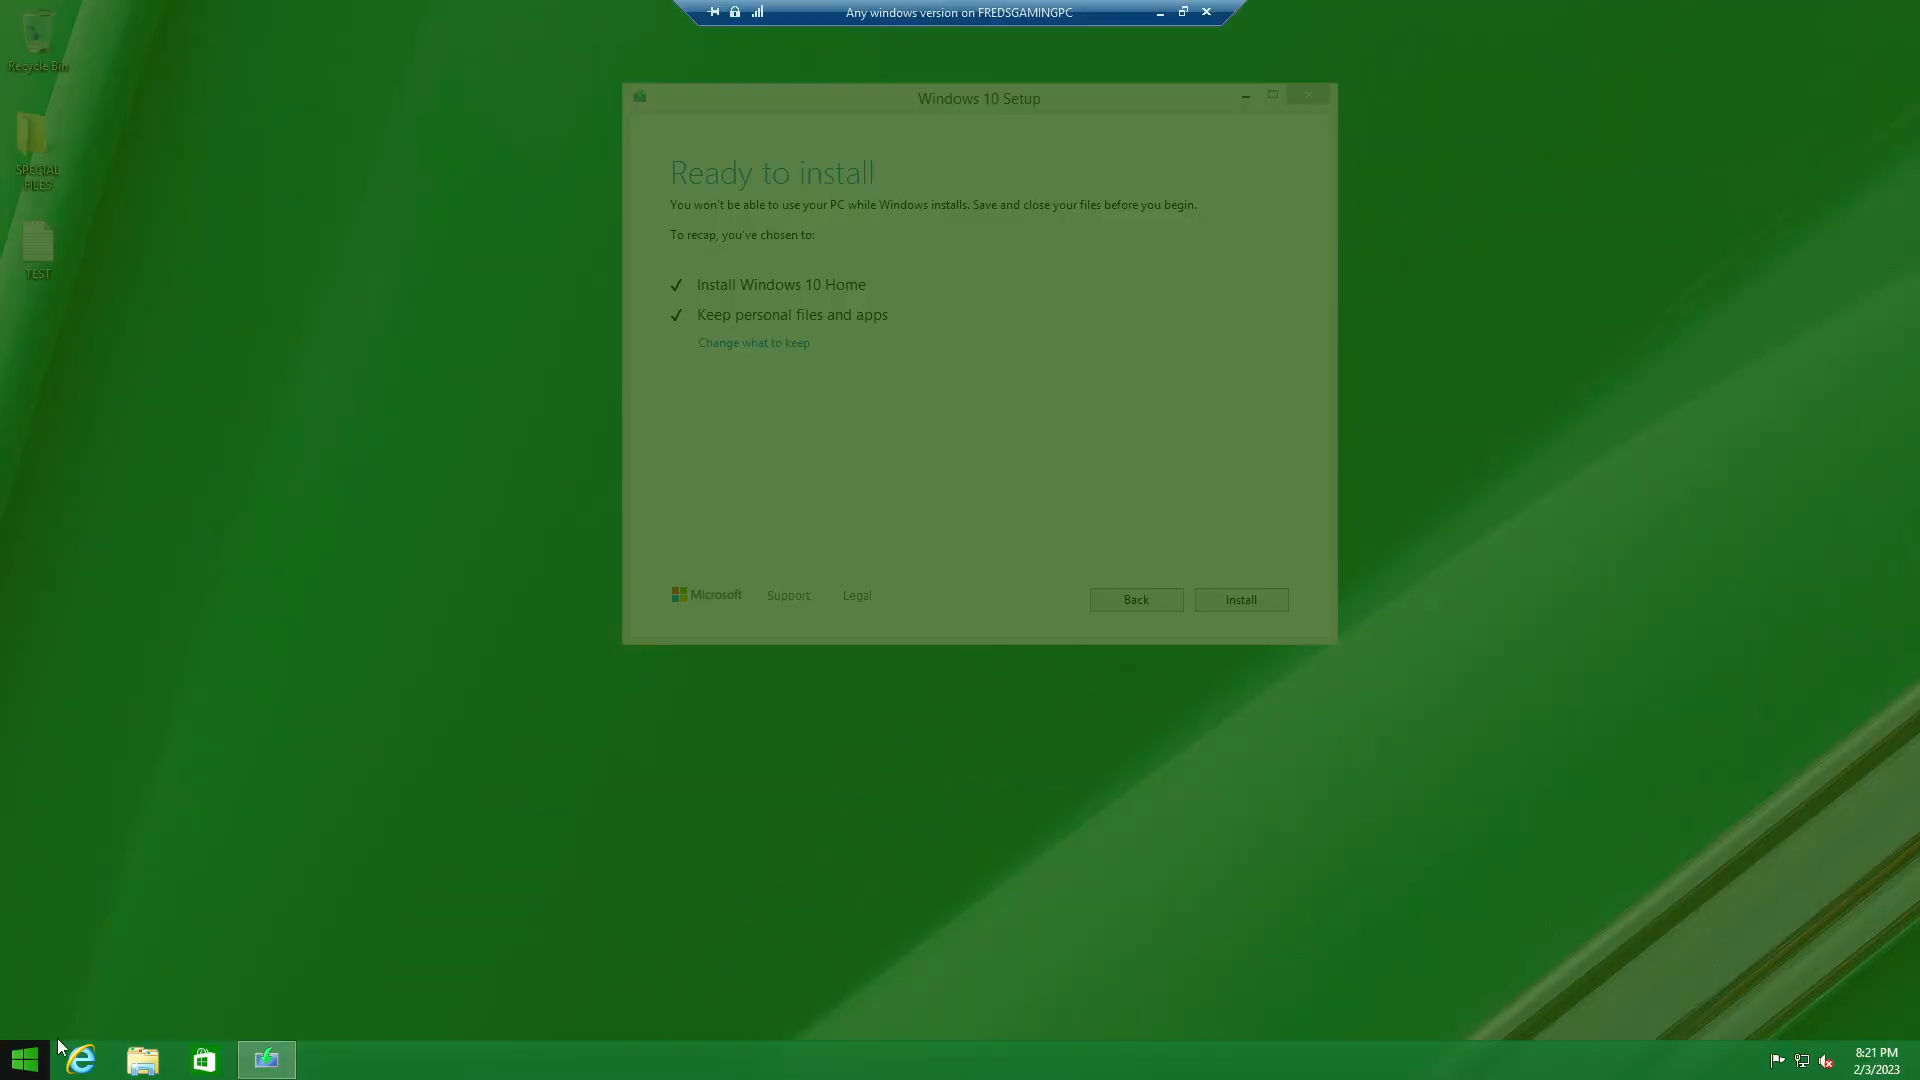 Any windows version on FREDSGAMINGPC
Recycle Bin
SPECIAL
FILES
TEST
Windows 10 Setup
Ready to install
You won't be able to use your PC while Windows installs. Save and close your files before you begin.
To recap, you've chosen to:
Install Windows 10 Home
Keep personal files and apps
Change what to keep
Microsoft
Support
Legal
Back
Install
8:21 PM
2/3/2023